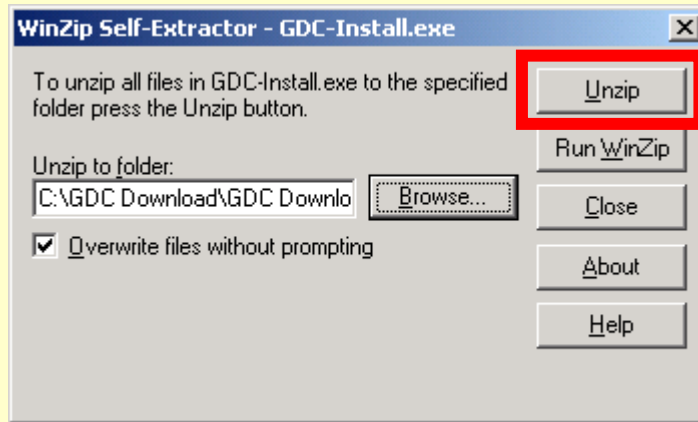 WinZip Self-Extractor - GDC-Install.exe
To unzip all files in GDC-Install.exe to the specified
folder press the Unzip button.
Unzip to folder:
C:\GDC Download\GDC Downlo
Browse...
Overwrite files without prompting
Unzip
Run WinZip
Close
About
Help